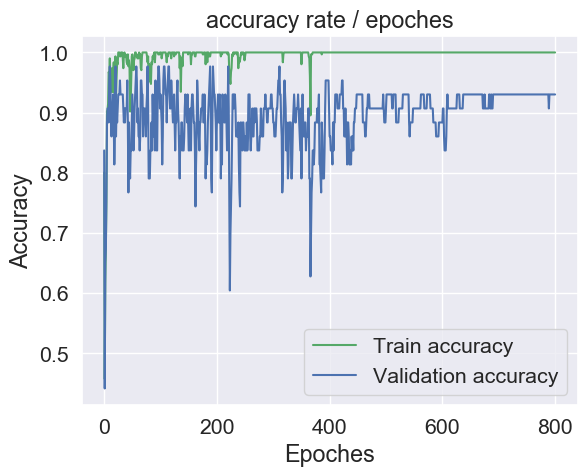 accuracy rate / epoches
1.0
0.9
0.8
0.7
0.6
0.5
Accuracy
0 200 400 600 800
Epoches
Train accuracy
Validation accuracy